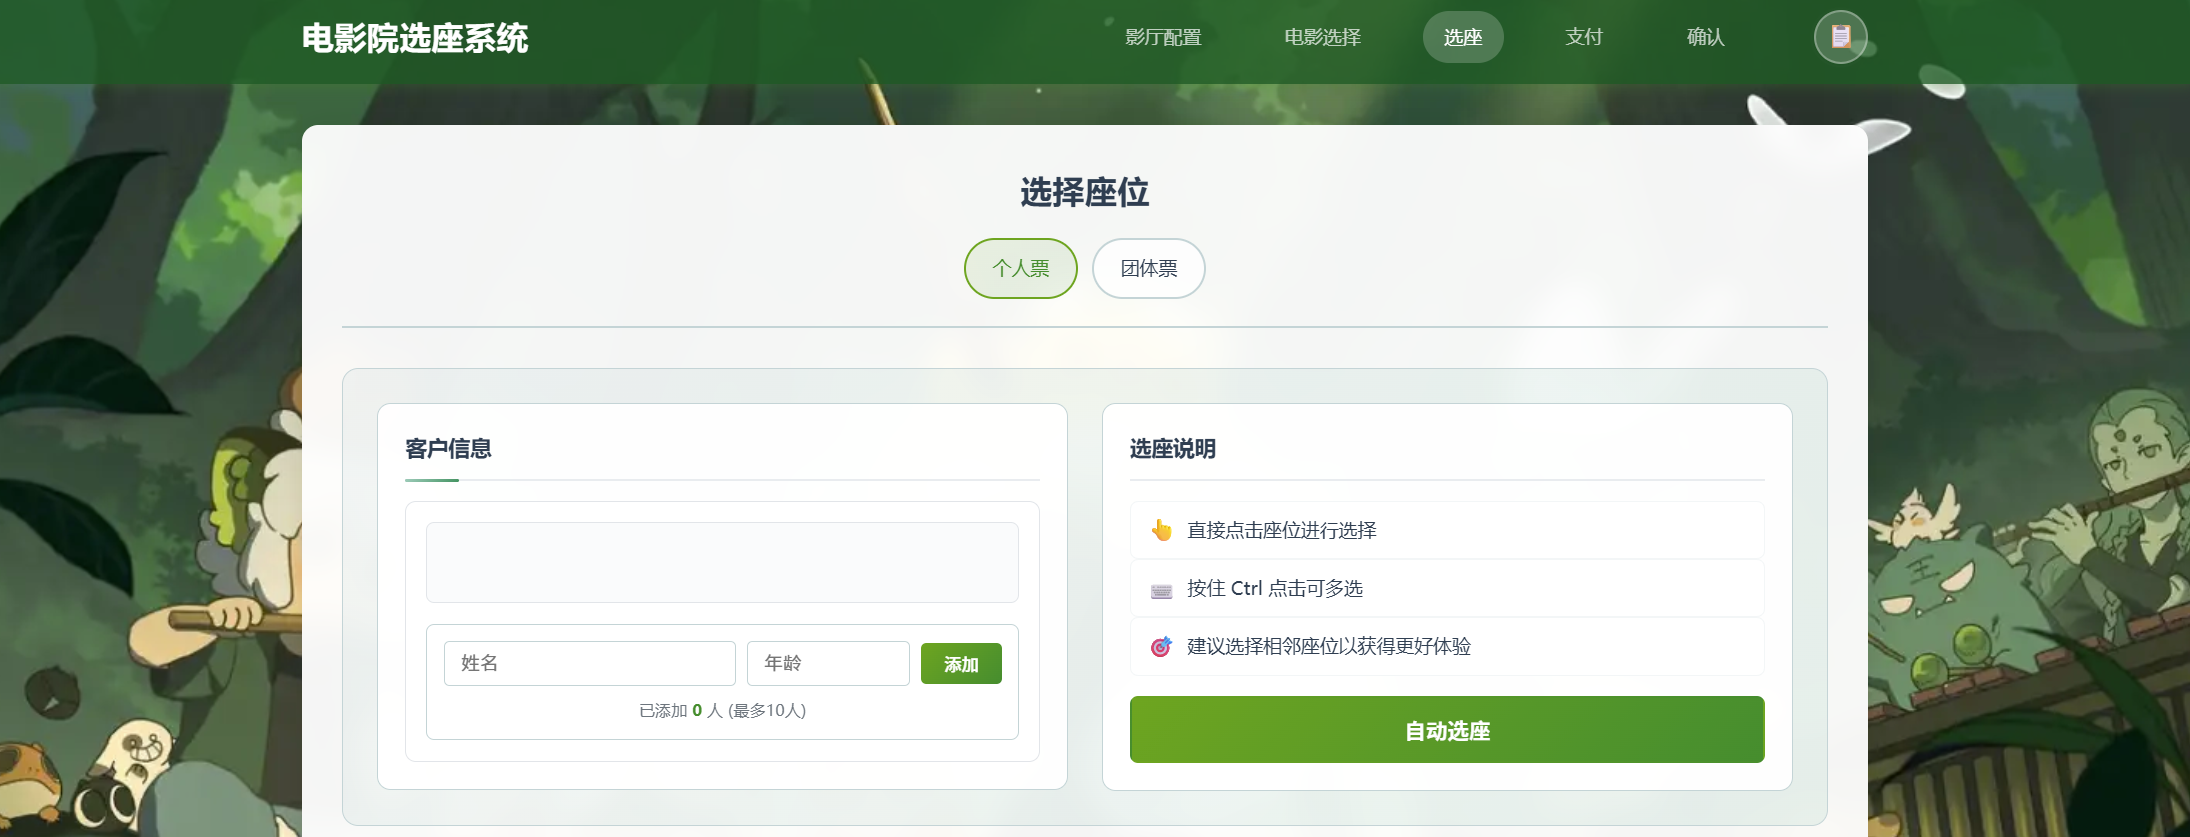 电影院选座系统
影厅配置
电影选择
选座
支付
确认
选择座位
个人票
团体票
客户信息
姓名
年龄
添加
已添加 0 人 (最多10人)
选座说明
直接点击座位进行选择
按住 Ctrl 点击可多选
建议选择相邻座位以获得更好体验
自动选座